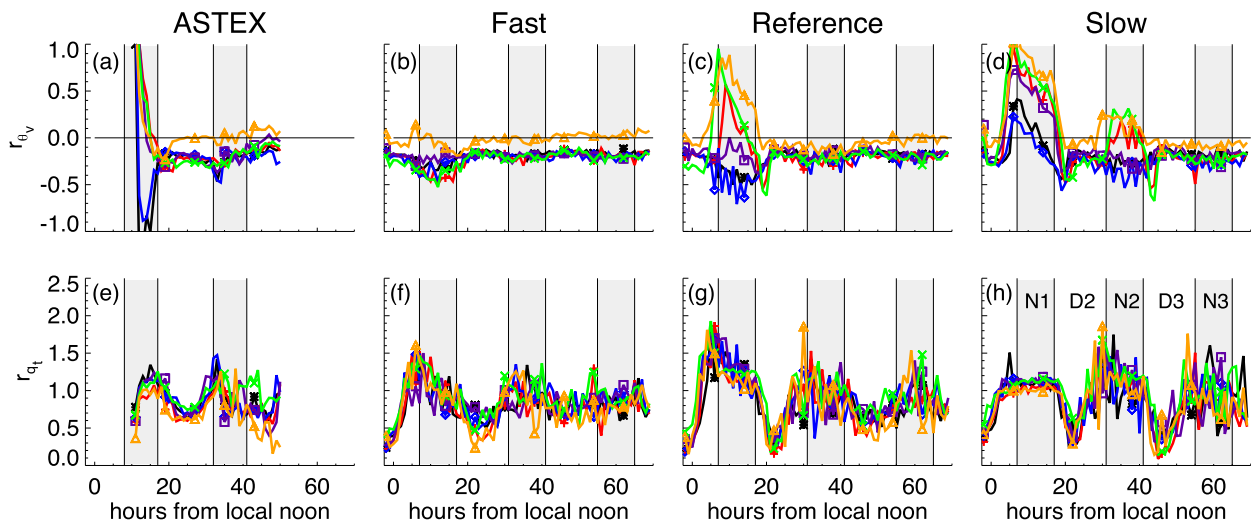 ASTEX Fast Reference Slow
(a) (b) (c) (d)
1.0
0.5
0.0
-0.5
-1.0
rθv
(e) (f) (g) (h) N1 D2 N2 D3 N3
2.5
2.0
1.5
1.0
0.5
0.0
rqt
0 20 40 60 0 20 40 60 0 20 40 60 0 20 40 60
hours from local noon hours from local noon hours from local noon hours from local noon